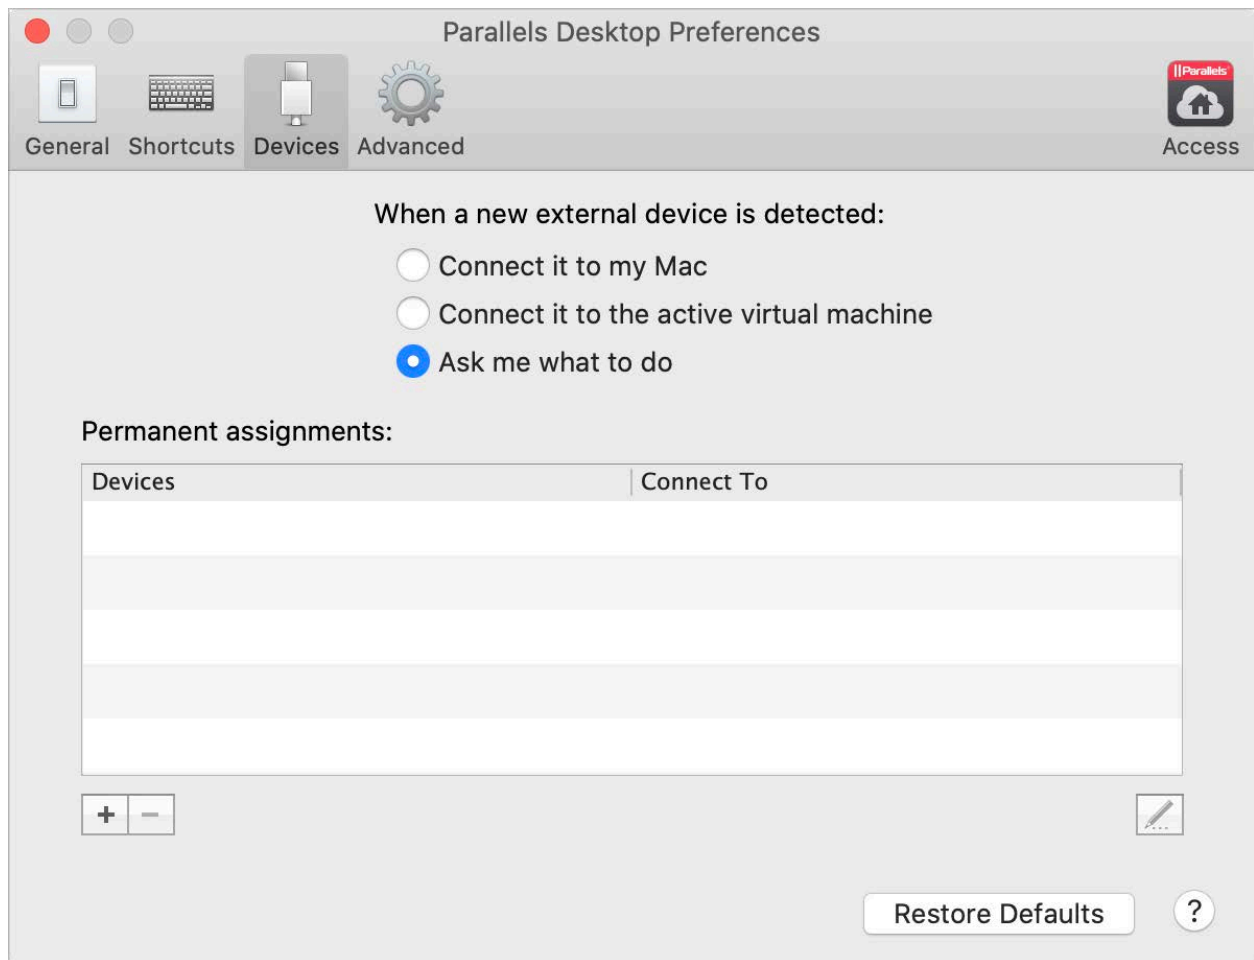 Parallels Desktop Preferences
||Parallels®
General Shortcuts Devices Advanced Access
When a new external device is detected:
Connect it to my Mac
Connect it to the active virtual machine
Ask me what to do
Permanent assignments:
Devices Connect To
+ −
Restore Defaults ?